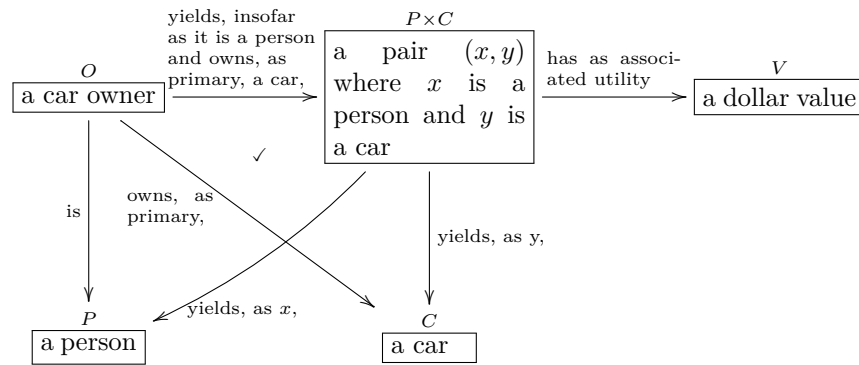 P×C
yields, insofar
as it is a person
and owns, as
primary, a car,
O
a car owner
a pair (x, y)
where x is a
person and y is
a car
has as associ-
ated utility
V
a dollar value
✓
is
owns, as
primary,
yields, as y,
yields, as x,
P
a person
C
a car